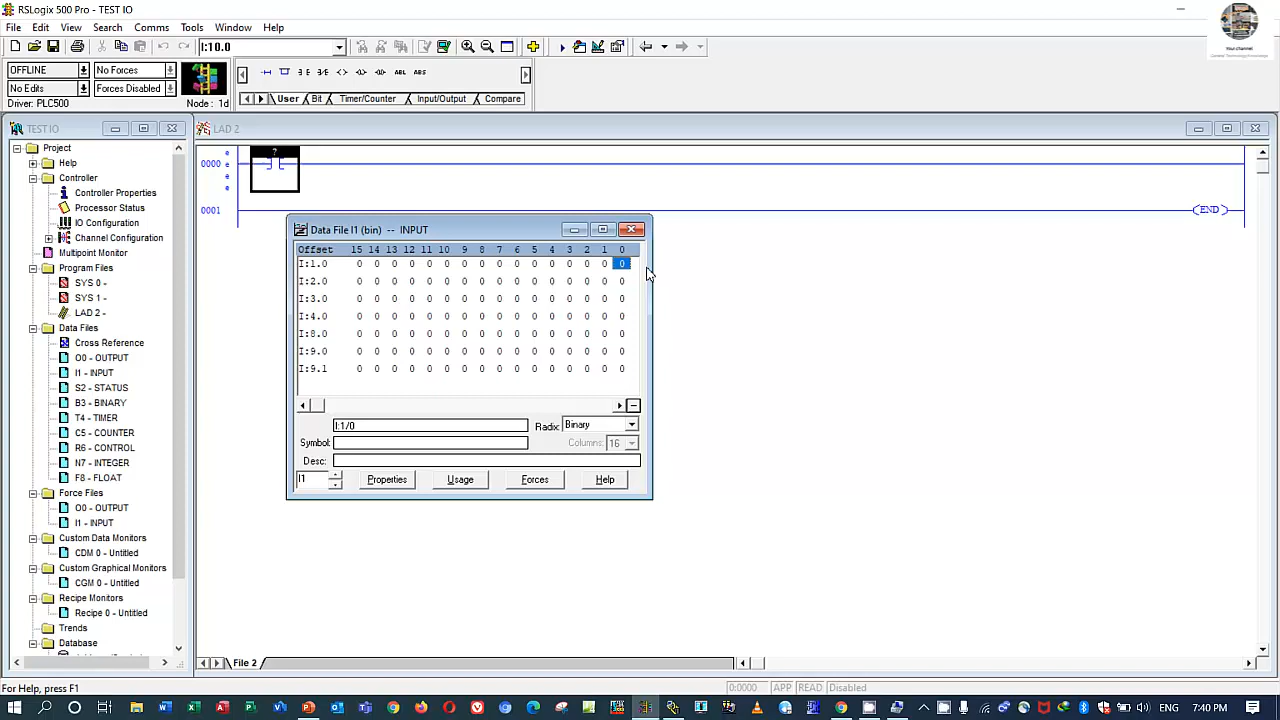 RSLogix 500 Pro - TEST IO
File Edit View Search Comms Tools Window Help
I:10.0
OFFLINE No Forces
No Edits Forces Disabled
Driver: PLC500 Node : 1d
ABL ABS
User Bit Timer/Counter Input/Output Compare
Your channel
TEST IO
Project
Help
Controller
Controller Properties
Processor Status
IO Configuration
Channel Configuration
Multipoint Monitor
Program Files
SYS 0 -
SYS 1 -
LAD 2 -
Data Files
Cross Reference
O0 - OUTPUT
I1 - INPUT
S2 - STATUS
B3 - BINARY
T4 - TIMER
C5 - COUNTER
R6 - CONTROL
N7 - INTEGER
F8 - FLOAT
Force Files
O0 - OUTPUT
I1 - INPUT
Custom Data Monitors
CDM 0 - Untitled
Custom Graphical Monitors
CGM 0 - Untitled
Recipe Monitors
Recipe 0 - Untitled
Trends
Database
LAD 2
?
e
0000 e
e
e
0001 END
Data File I1 (bin) -- INPUT
Offset 15 14 13 12 11 10 9 8 7 6 5 4 3 2 1 0
I:1.0 0 0 0 0 0 0 0 0 0 0 0 0 0 0 0 0
I:2.0 0 0 0 0 0 0 0 0 0 0 0 0 0 0 0 0
I:3.0 0 0 0 0 0 0 0 0 0 0 0 0 0 0 0 0
I:4.0 0 0 0 0 0 0 0 0 0 0 0 0 0 0 0 0
I:8.0 0 0 0 0 0 0 0 0 0 0 0 0 0 0 0 0
I:9.0 0 0 0 0 0 0 0 0 0 0 0 0 0 0 0 0
I:9.1 0 0 0 0 0 0 0 0 0 0 0 0 0 0 0 0
I:1/0 Radix: Binary
Symbol: Columns: 16
Desc:
I1 Properties Usage Forces Help
File 2
For Help, press F1 0:0000 APP READ Disabled
ENG 7:40 PM